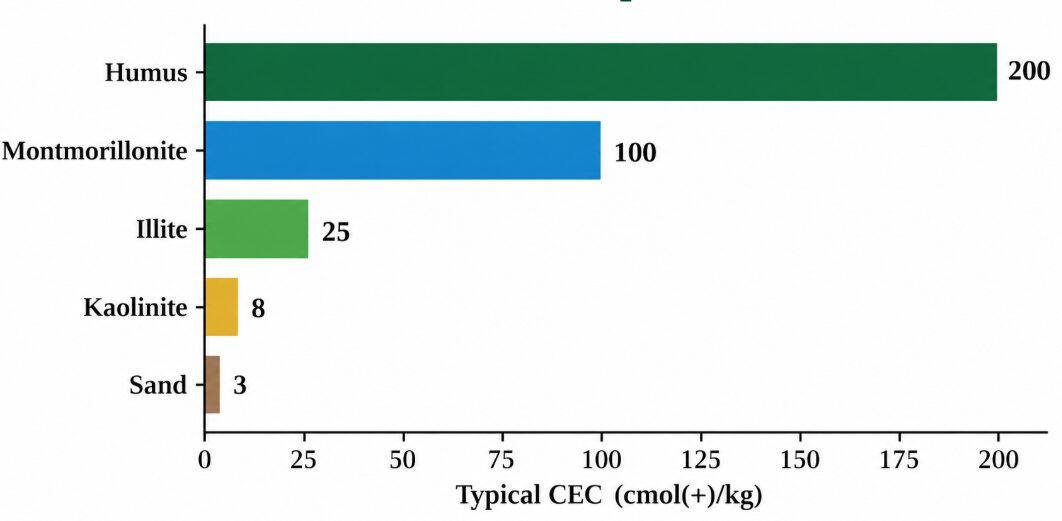 Humus 200
Montmorillonite 100
Illite 25
Kaolinite 8
Sand 3
0 25 50 75 100 125 150 175 200
Typical CEC (cmol(+)/kg)